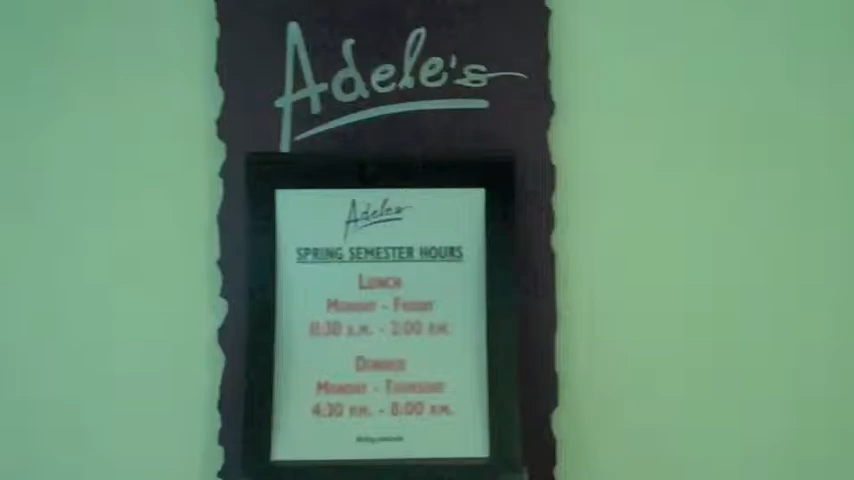 Adele's
Adele's
SPRING SEMESTER HOURS
LUNCH
MONDAY - FRIDAY
11:30 A.M. - 2:00 P.M.
DINNER
MONDAY - THURSDAY
4:30 P.M. - 8:00 P.M.